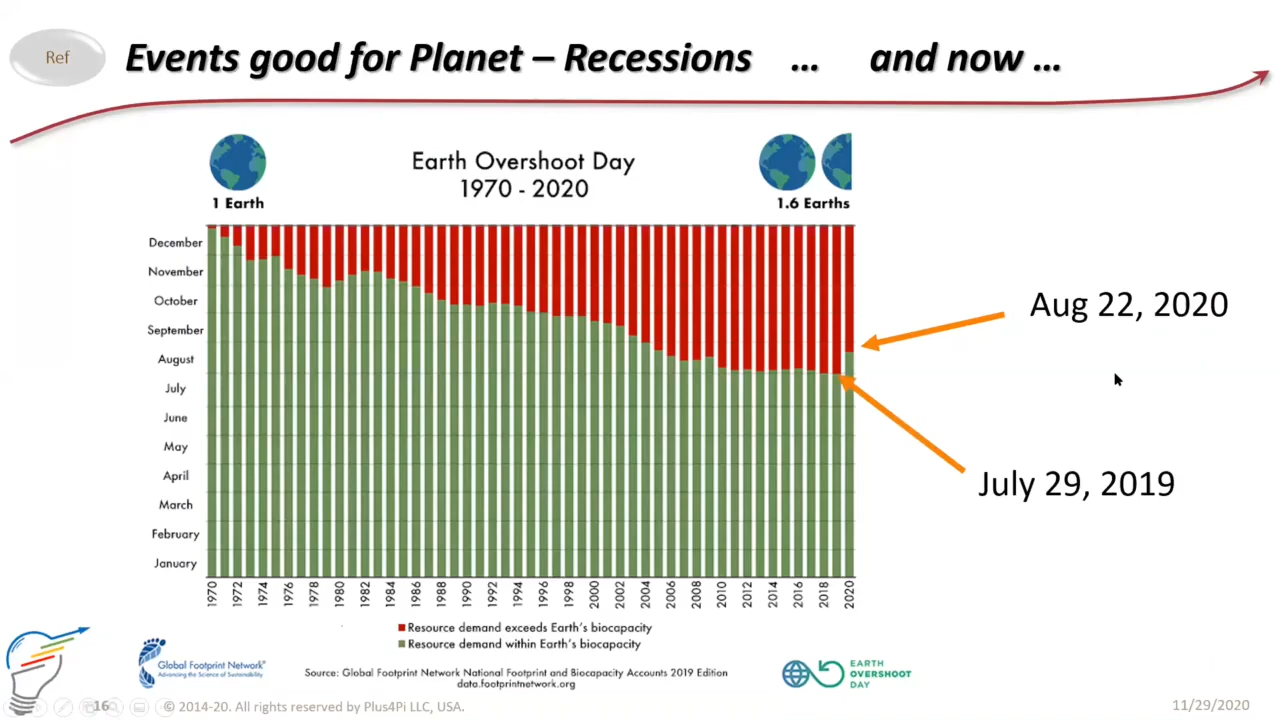 Ref
Events good for Planet – Recessions … and now …
Earth Overshoot Day
1970 - 2020
1 Earth
1.6 Earths
December
November
October
September
August
July
June
May
April
March
February
January
Aug 22, 2020
July 29, 2019
1970 1972 1974 1976 1978 1980 1982 1984 1986 1988 1990 1992 1994 1996 1998 2000 2002 2004 2006 2008 2010 2012 2014 2016 2018 2020
Resource demand exceeds Earth's biocapacity
Resource demand within Earth's biocapacity
Global Footprint Network®
Advancing the Science of Sustainability
Source: Global Footprint Network National Footprint and Biocapacity Accounts 2019 Edition
data.footprintnetwork.org
EARTH
OVERSHOOT
DAY
16
© 2014-20. All rights reserved by Plus4Pi LLC, USA.
11/29/2020